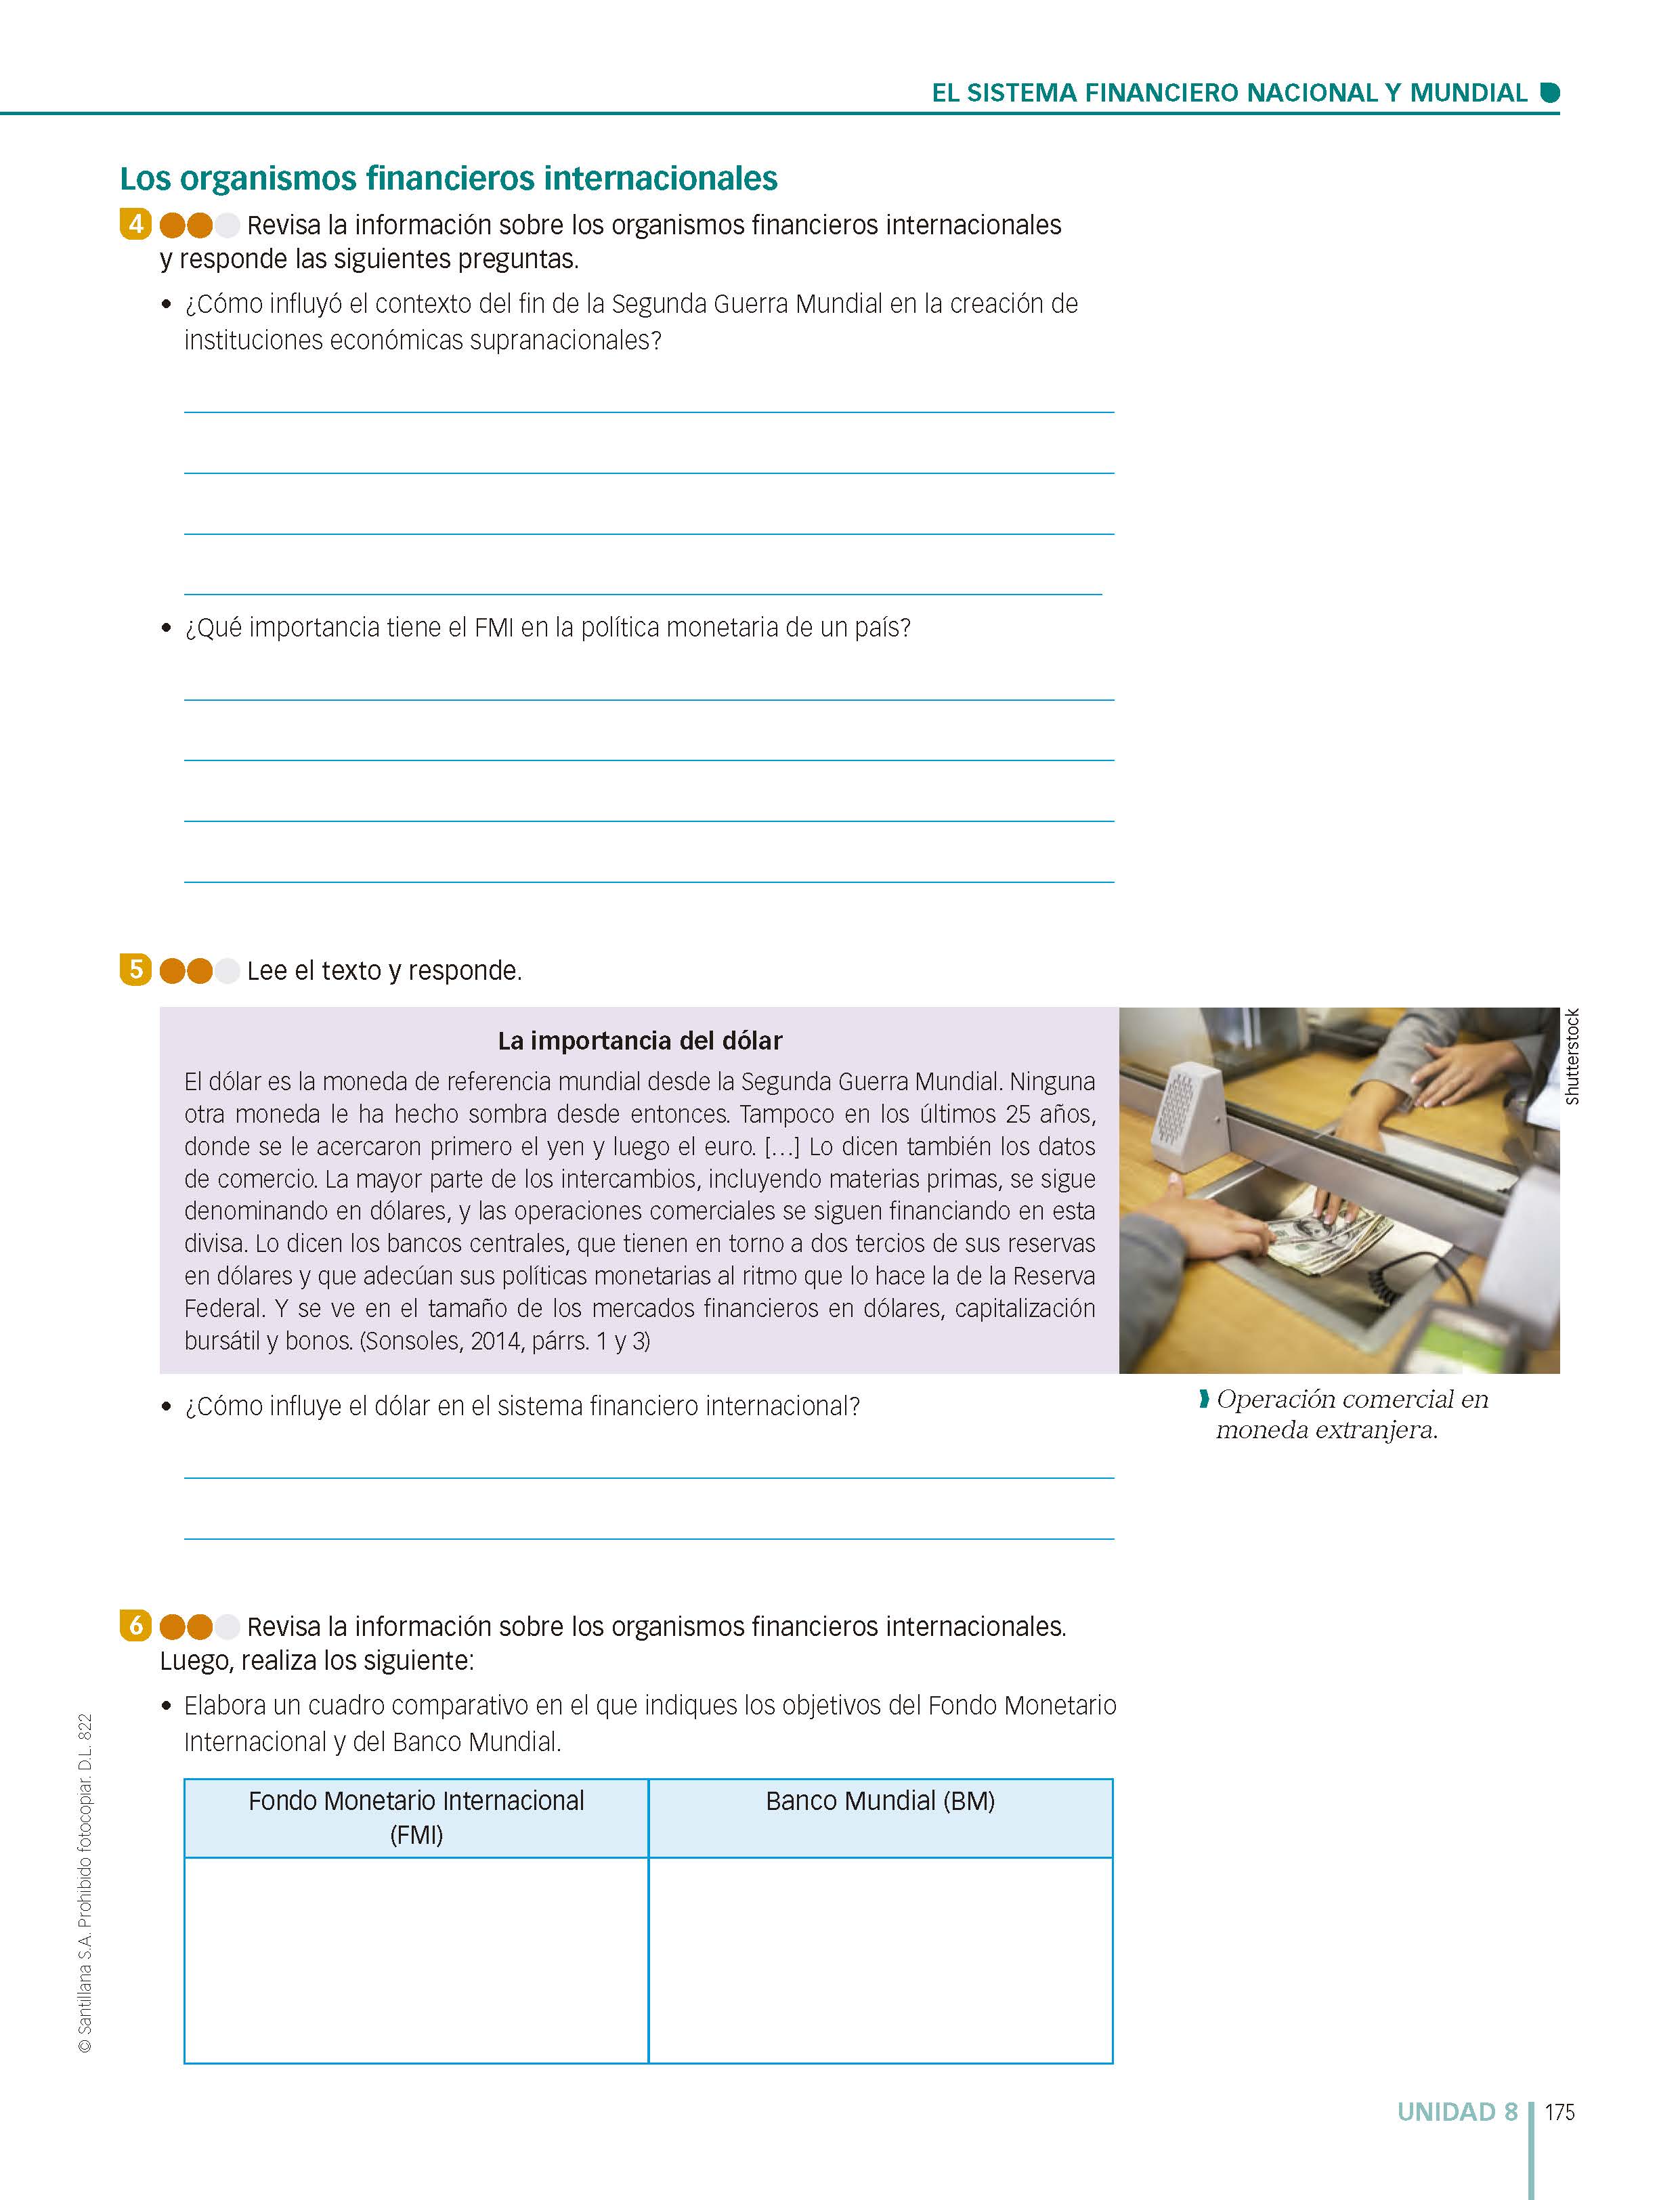 EL SISTEMA FINANCIERO NACIONAL Y MUNDIAL
Los organismos financieros internacionales
4 Revisa la información sobre los organismos financieros internacionales
y responde las siguientes preguntas.
• ¿Cómo influyó el contexto del fin de la Segunda Guerra Mundial en la creación de
instituciones económicas supranacionales?
• ¿Qué importancia tiene el FMI en la política monetaria de un país?
5 Lee el texto y responde.
La importancia del dólar
El dólar es la moneda de referencia mundial desde la Segunda Guerra Mundial. Ninguna
otra moneda le ha hecho sombra desde entonces. Tampoco en los últimos 25 años,
donde se le acercaron primero el yen y luego el euro. […] Lo dicen también los datos
de comercio. La mayor parte de los intercambios, incluyendo materias primas, se sigue
denominando en dólares, y las operaciones comerciales se siguen financiando en esta
divisa. Lo dicen los bancos centrales, que tienen en torno a dos tercios de sus reservas
en dólares y que adecúan sus políticas monetarias al ritmo que lo hace la de la Reserva
Federal. Y se ve en el tamaño de los mercados financieros en dólares, capitalización
bursátil y bonos. (Sonsoles, 2014, párrs. 1 y 3)
Shutterstock
Operación comercial en
moneda extranjera.
• ¿Cómo influye el dólar en el sistema financiero internacional?
6 Revisa la información sobre los organismos financieros internacionales.
Luego, realiza los siguiente:
• Elabora un cuadro comparativo en el que indiques los objetivos del Fondo Monetario
Internacional y del Banco Mundial.
Fondo Monetario Internacional
(FMI)
Banco Mundial (BM)
© Santillana S.A. Prohibido fotocopiar. D.L. 822
UNIDAD 8
175